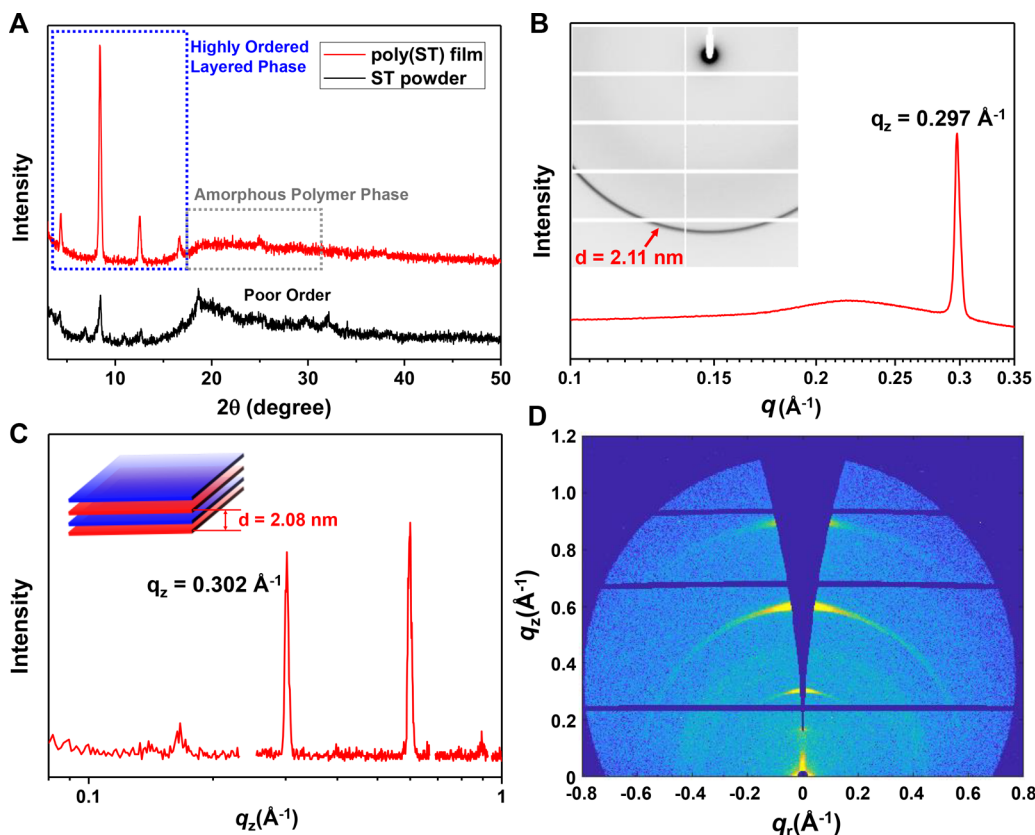 A
Highly Ordered
Layered Phase
poly(ST) film
ST powder
Amorphous Polymer Phase
Poor Order
Intensity
10
20
30
40
50
2θ (degree)
B
q_z = 0.297 Å⁻¹
d = 2.11 nm
Intensity
0.1
0.15
0.2
0.25
0.3
0.35
q (Å⁻¹)
C
d = 2.08 nm
q_z = 0.302 Å⁻¹
Intensity
0.1
1
q_z(Å⁻¹)
D
1.2
1.0
0.8
0.6
0.4
0.2
0
q_z(Å⁻¹)
-0.8
-0.6
-0.4
-0.2
0
0.2
0.4
0.6
0.8
q_r(Å⁻¹)